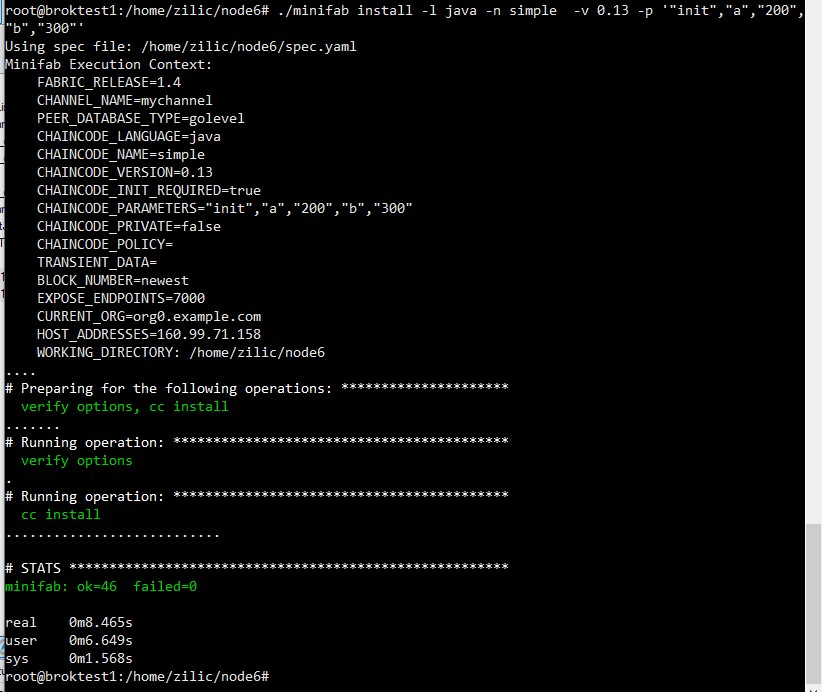 root@broktest1:/home/zilic/node6# ./minifab install -l java -n simple  -v 0.13 -p '"init","a","200",
"b","300"'
Using spec file: /home/zilic/node6/spec.yaml
Minifab Execution Context:
    FABRIC_RELEASE=1.4
    CHANNEL_NAME=mychannel
    PEER_DATABASE_TYPE=golevel
    CHAINCODE_LANGUAGE=java
    CHAINCODE_NAME=simple
    CHAINCODE_VERSION=0.13
    CHAINCODE_INIT_REQUIRED=true
    CHAINCODE_PARAMETERS="init","a","200","b","300"
    CHAINCODE_PRIVATE=false
    CHAINCODE_POLICY=
    TRANSIENT_DATA=
    BLOCK_NUMBER=newest
    EXPOSE_ENDPOINTS=7000
    CURRENT_ORG=org0.example.com
    HOST_ADDRESSES=160.99.71.158
    WORKING_DIRECTORY: /home/zilic/node6
....
# Preparing for the following operations: *********************
  verify options, cc install
.......
# Running operation: ******************************************
  verify options
.
# Running operation: ******************************************
  cc install
...........................

# STATS *******************************************************
minifab: ok=46  failed=0

real    0m8.465s
user    0m6.649s
sys     0m1.568s
root@broktest1:/home/zilic/node6#